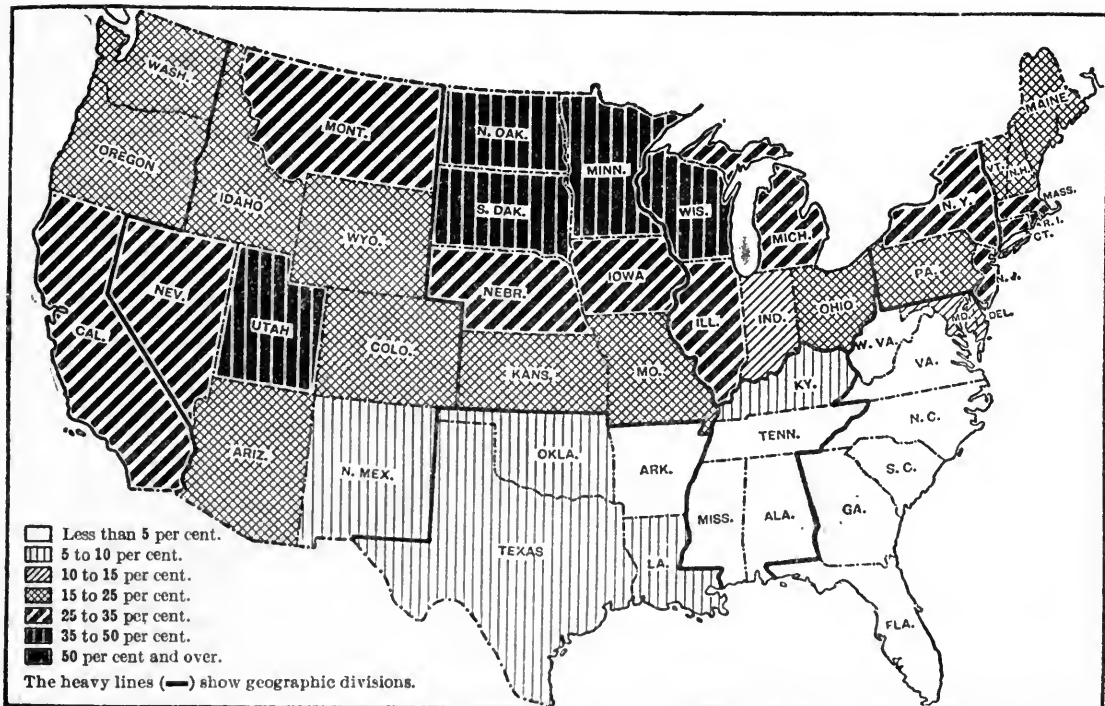 WASH.
OREGON
IDAHO
MONT.
WYO.
N. OAK.
S. DAK.
MINN.
WIS.
MICH.
NEBR.
IOWA
ILL.
IND.
OHIO
PA.
N. Y.
VT.
N.H.
MAINE
MASS.
R. I.
CT.
N. J.
DEL.
MD.
W. VA.
VA.
KY.
N. C.
TENN.
S. C.
GA.
FLA.
ALA.
MISS.
ARK.
LA.
MO.
KANS.
OKLA.
TEXAS
N. MEX.
COLO.
UTAH
NEV.
CAL.
ARIZ.
Less than 5 per cent.
5 to 10 per cent.
10 to 15 per cent.
15 to 25 per cent.
25 to 35 per cent.
35 to 50 per cent.
50 per cent and over.
The heavy lines (━) show geographic divisions.